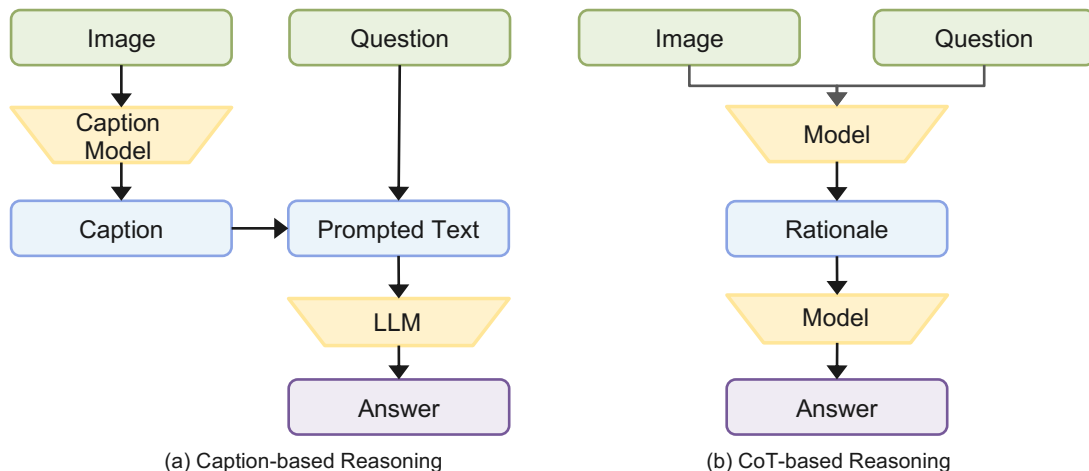 Image
Question
Caption
Model
Caption
Prompted Text
LLM
Answer
(a) Caption-based Reasoning
Image
Question
Model
Rationale
Model
Answer
(b) CoT-based Reasoning